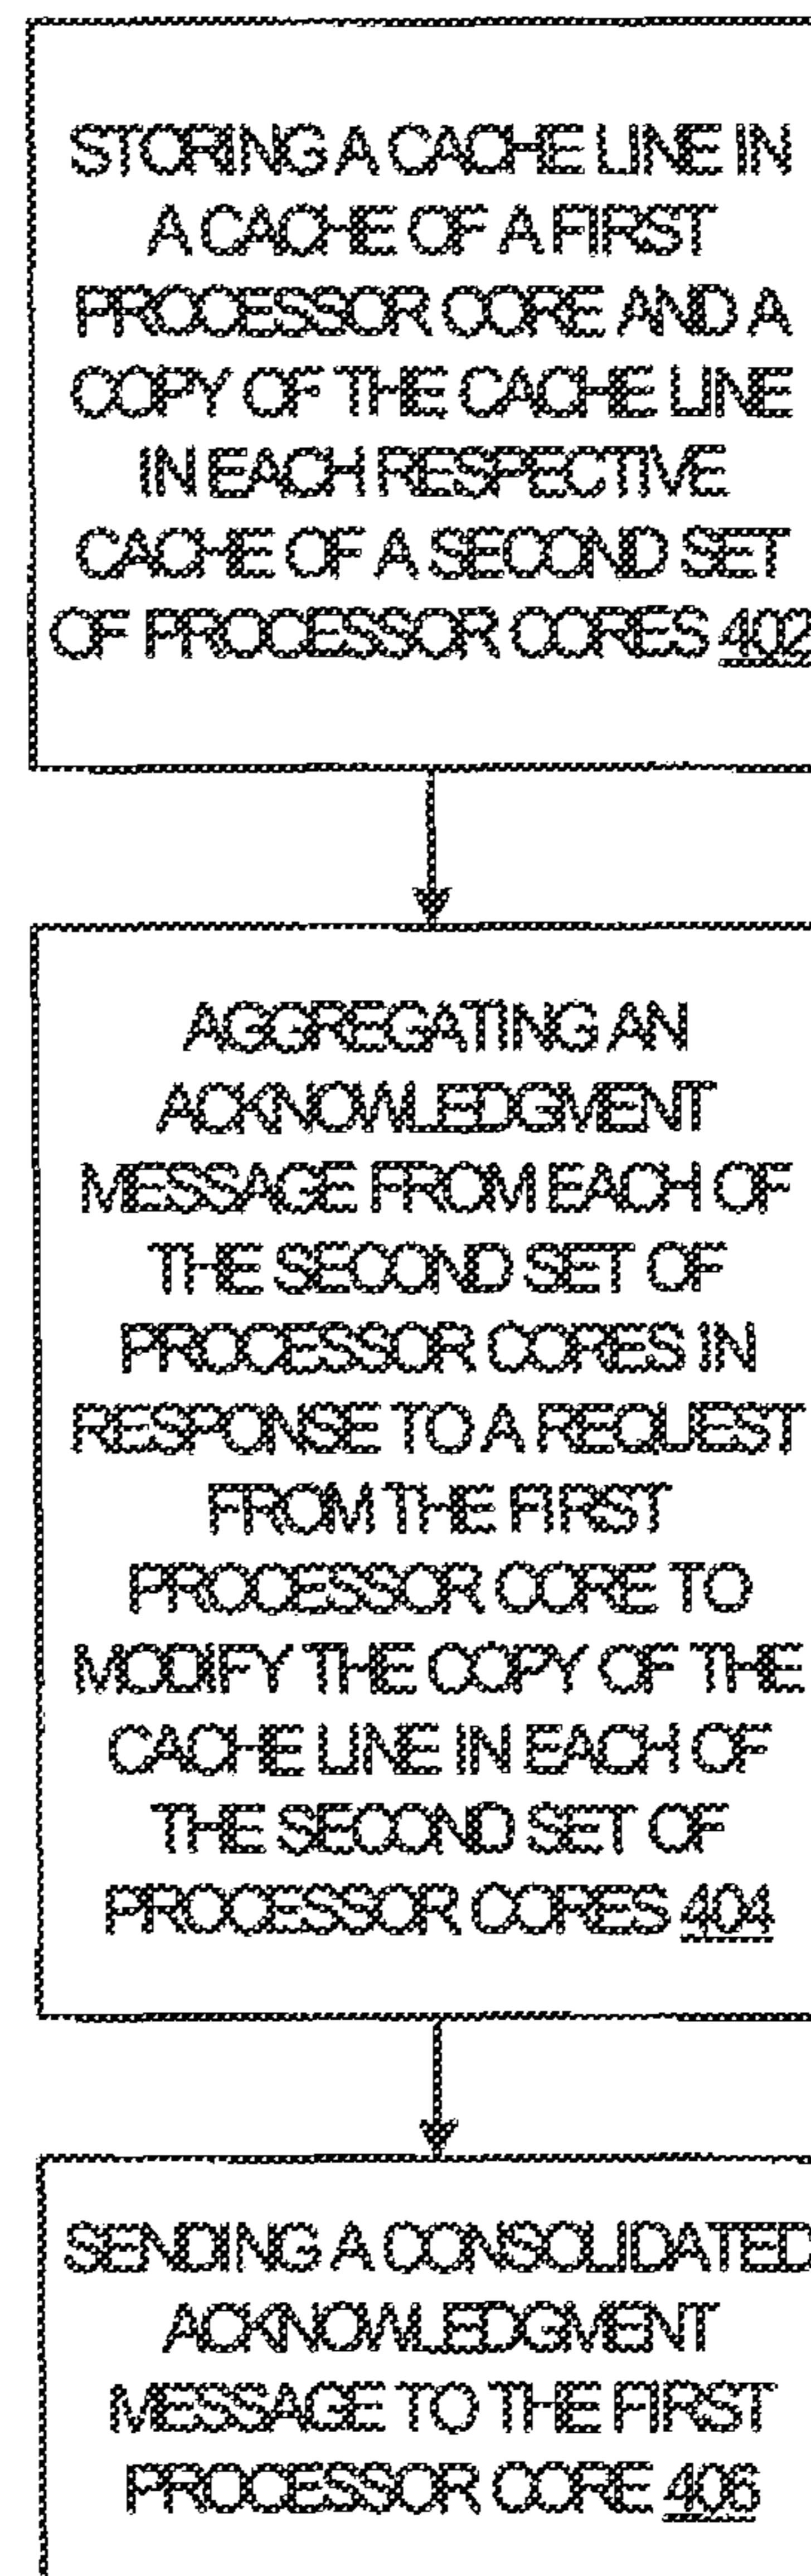 STORING A CACHE LINE IN
A CACHE OF A FIRST
PROCESSOR CORE AND A
COPY OF THE CACHE LINE
IN EACH RESPECTIVE
CACHE OF A SECOND SET
OF PROCESSOR CORES 402
AGGREGATING AN
ACKNOWLEDGMENT
MESSAGE FROM EACH OF
THE SECOND SET OF
PROCESSOR CORES IN
RESPONSE TO A REQUEST
FROM THE FIRST
PROCESSOR CORE TO
MODIFY THE COPY OF THE
CACHE LINE IN EACH OF
THE SECOND SET OF
PROCESSOR CORES 404
SENDING A CONSOLIDATED
ACKNOWLEDGMENT
MESSAGE TO THE FIRST
PROCESSOR CORE 406